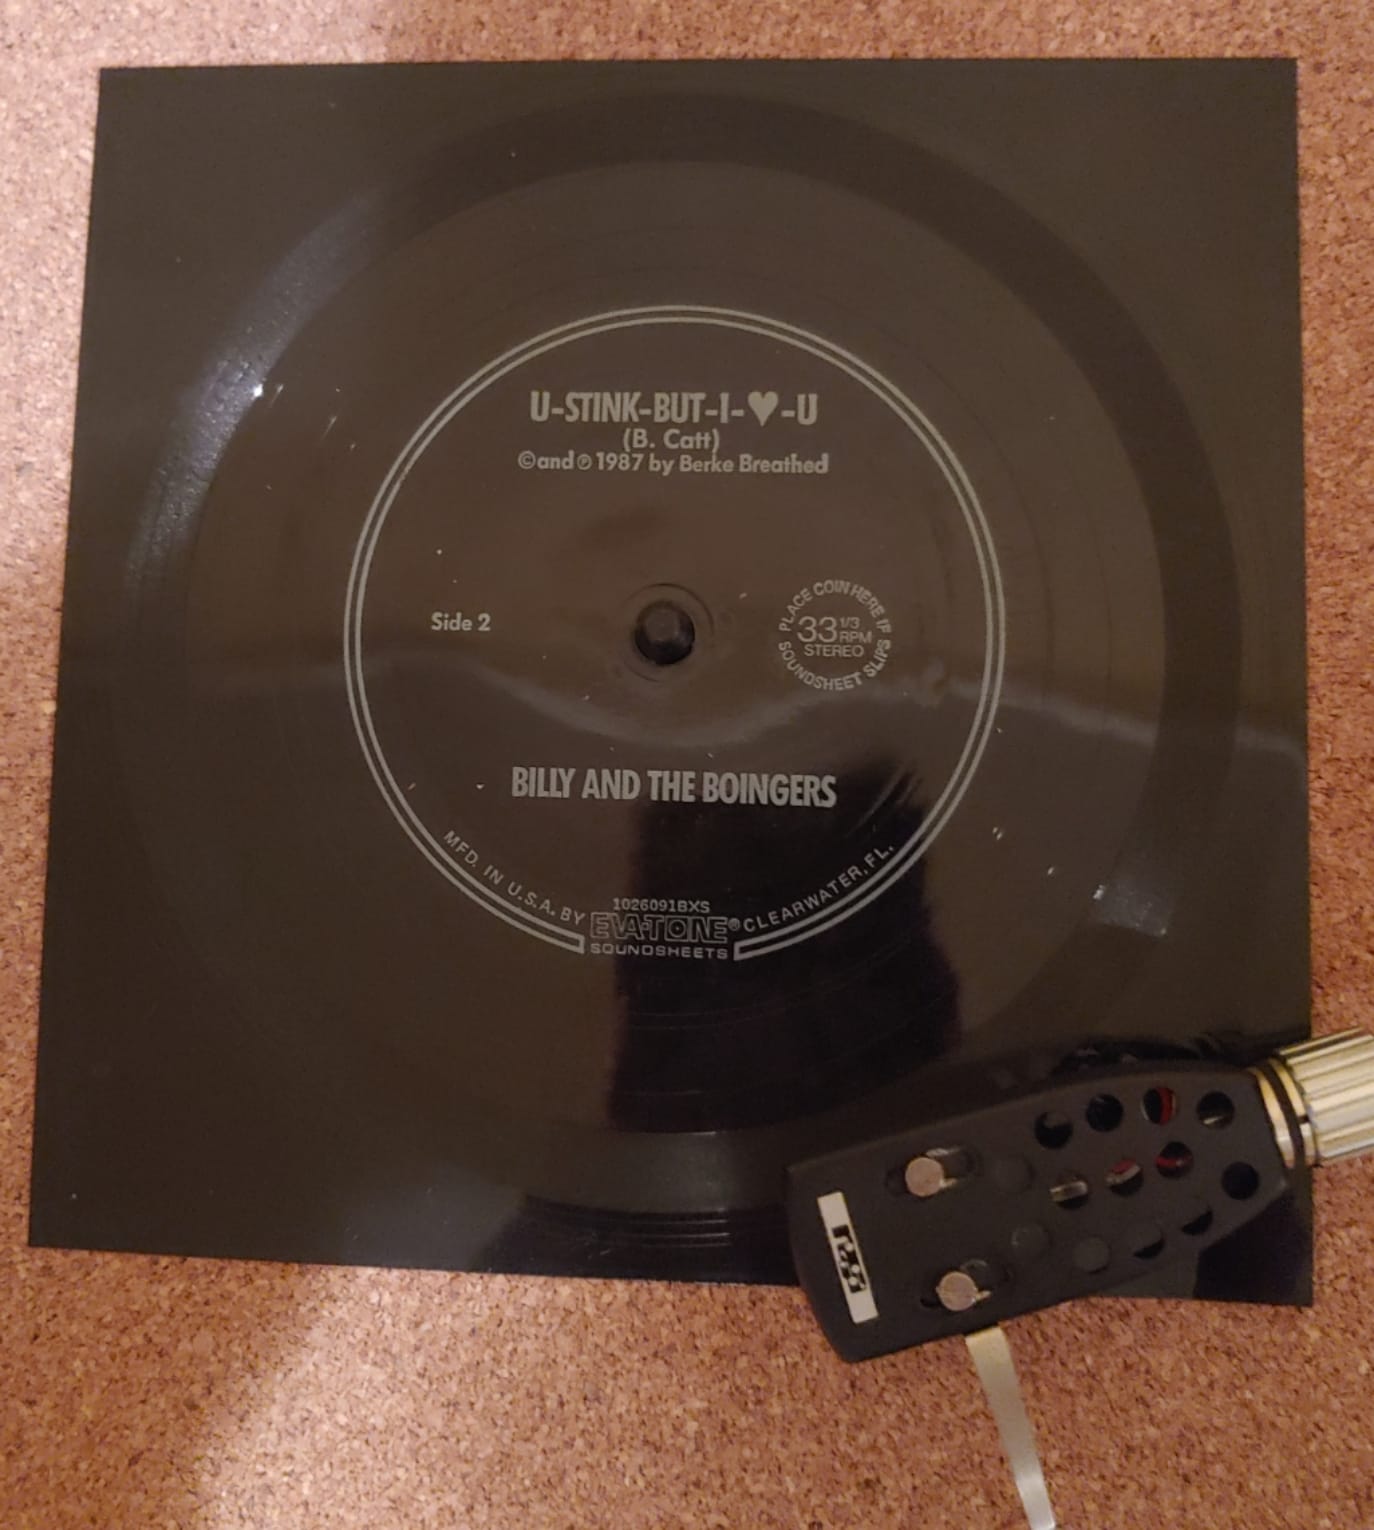 U-STINK-BUT-I-♥-U
(B. Catt)
©and℗1987 by Berke Breathed
Side 2
PLACE COIN HERE IF
33 1/3
RPM
STEREO
SOUNDSHEET SLIPS
BILLY AND THE BOINGERS
MFD. IN U.S.A. BY
1026091BXS
EVA-TONE®
SOUNDSHEETS
CLEARWATER, FL.